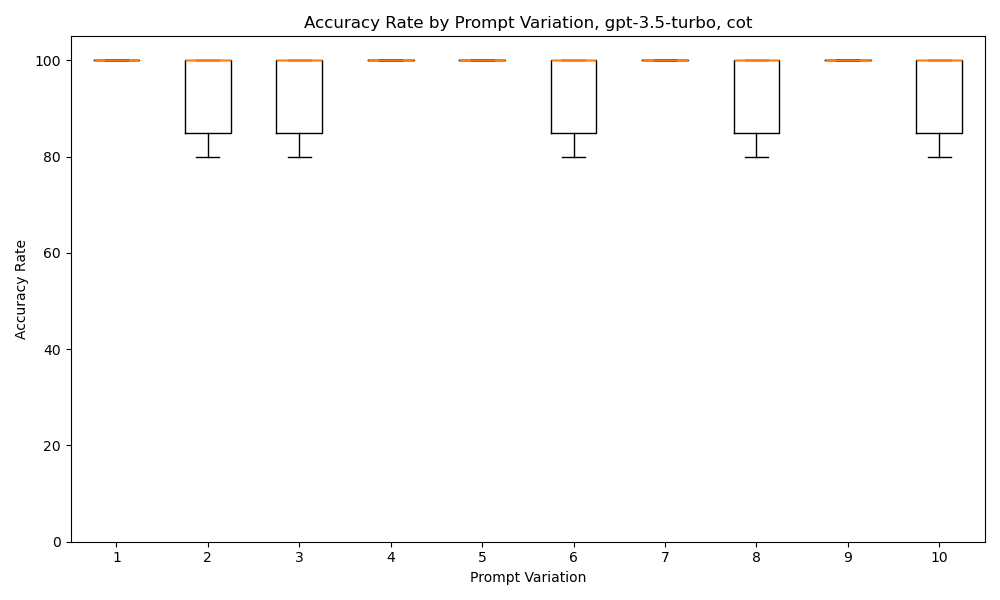 Accuracy Rate by Prompt Variation, gpt-3.5-turbo, cot
100
80
60
40
20
0
Accuracy Rate
1 2 3 4 5 6 7 8 9 10
Prompt Variation